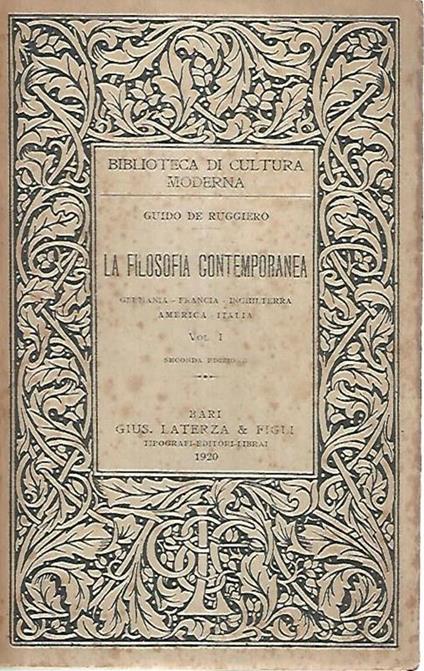 BIBLIOTECA DI CULTURA
MODERNA
GUIDO DE RUGGIERO
LA FILOSOFIA CONTEMPORANEA
GERMANIA - FRANCIA - INGHILTERRA
AMERICA - ITALIA
VOL. I
SECONDA EDIZIONE
BARI
GIUS. LATERZA & FIGLI
TIPOGRAFI-EDITORI-LIBRAI
1920